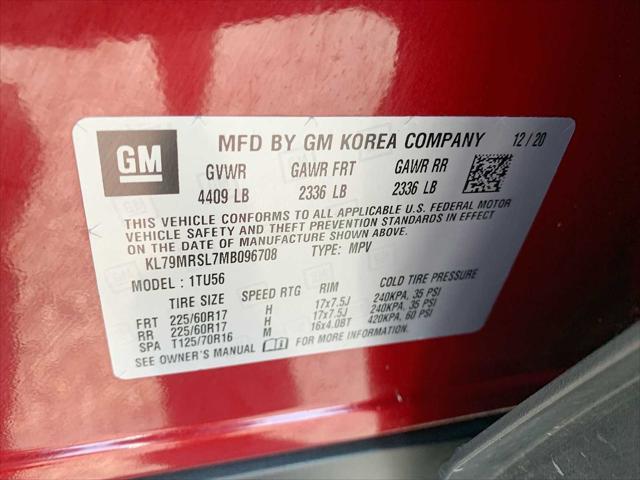 GM MFD BY GM KOREA COMPANY 12/20
GVWR GAWR FRT GAWR RR
4409 LB 2336 LB 2336 LB
THIS VEHICLE CONFORMS TO ALL APPLICABLE U.S. FEDERAL MOTOR
VEHICLE SAFETY AND THEFT PREVENTION STANDARDS IN EFFECT
ON THE DATE OF MANUFACTURE SHOWN ABOVE.
KL79MRSL7MB096708 TYPE: MPV
MODEL : 1TU56
TIRE SIZE SPEED RTG RIM COLD TIRE PRESSURE
FRT 225/60R17 H 17x7.5J 240KPA, 35 PSI
RR 225/60R17 H 17x7.5J 240KPA, 35 PSI
SPA T125/70R16 M 16x4.0BT 420KPA, 60 PSI
SEE OWNER'S MANUAL FOR MORE INFORMATION.